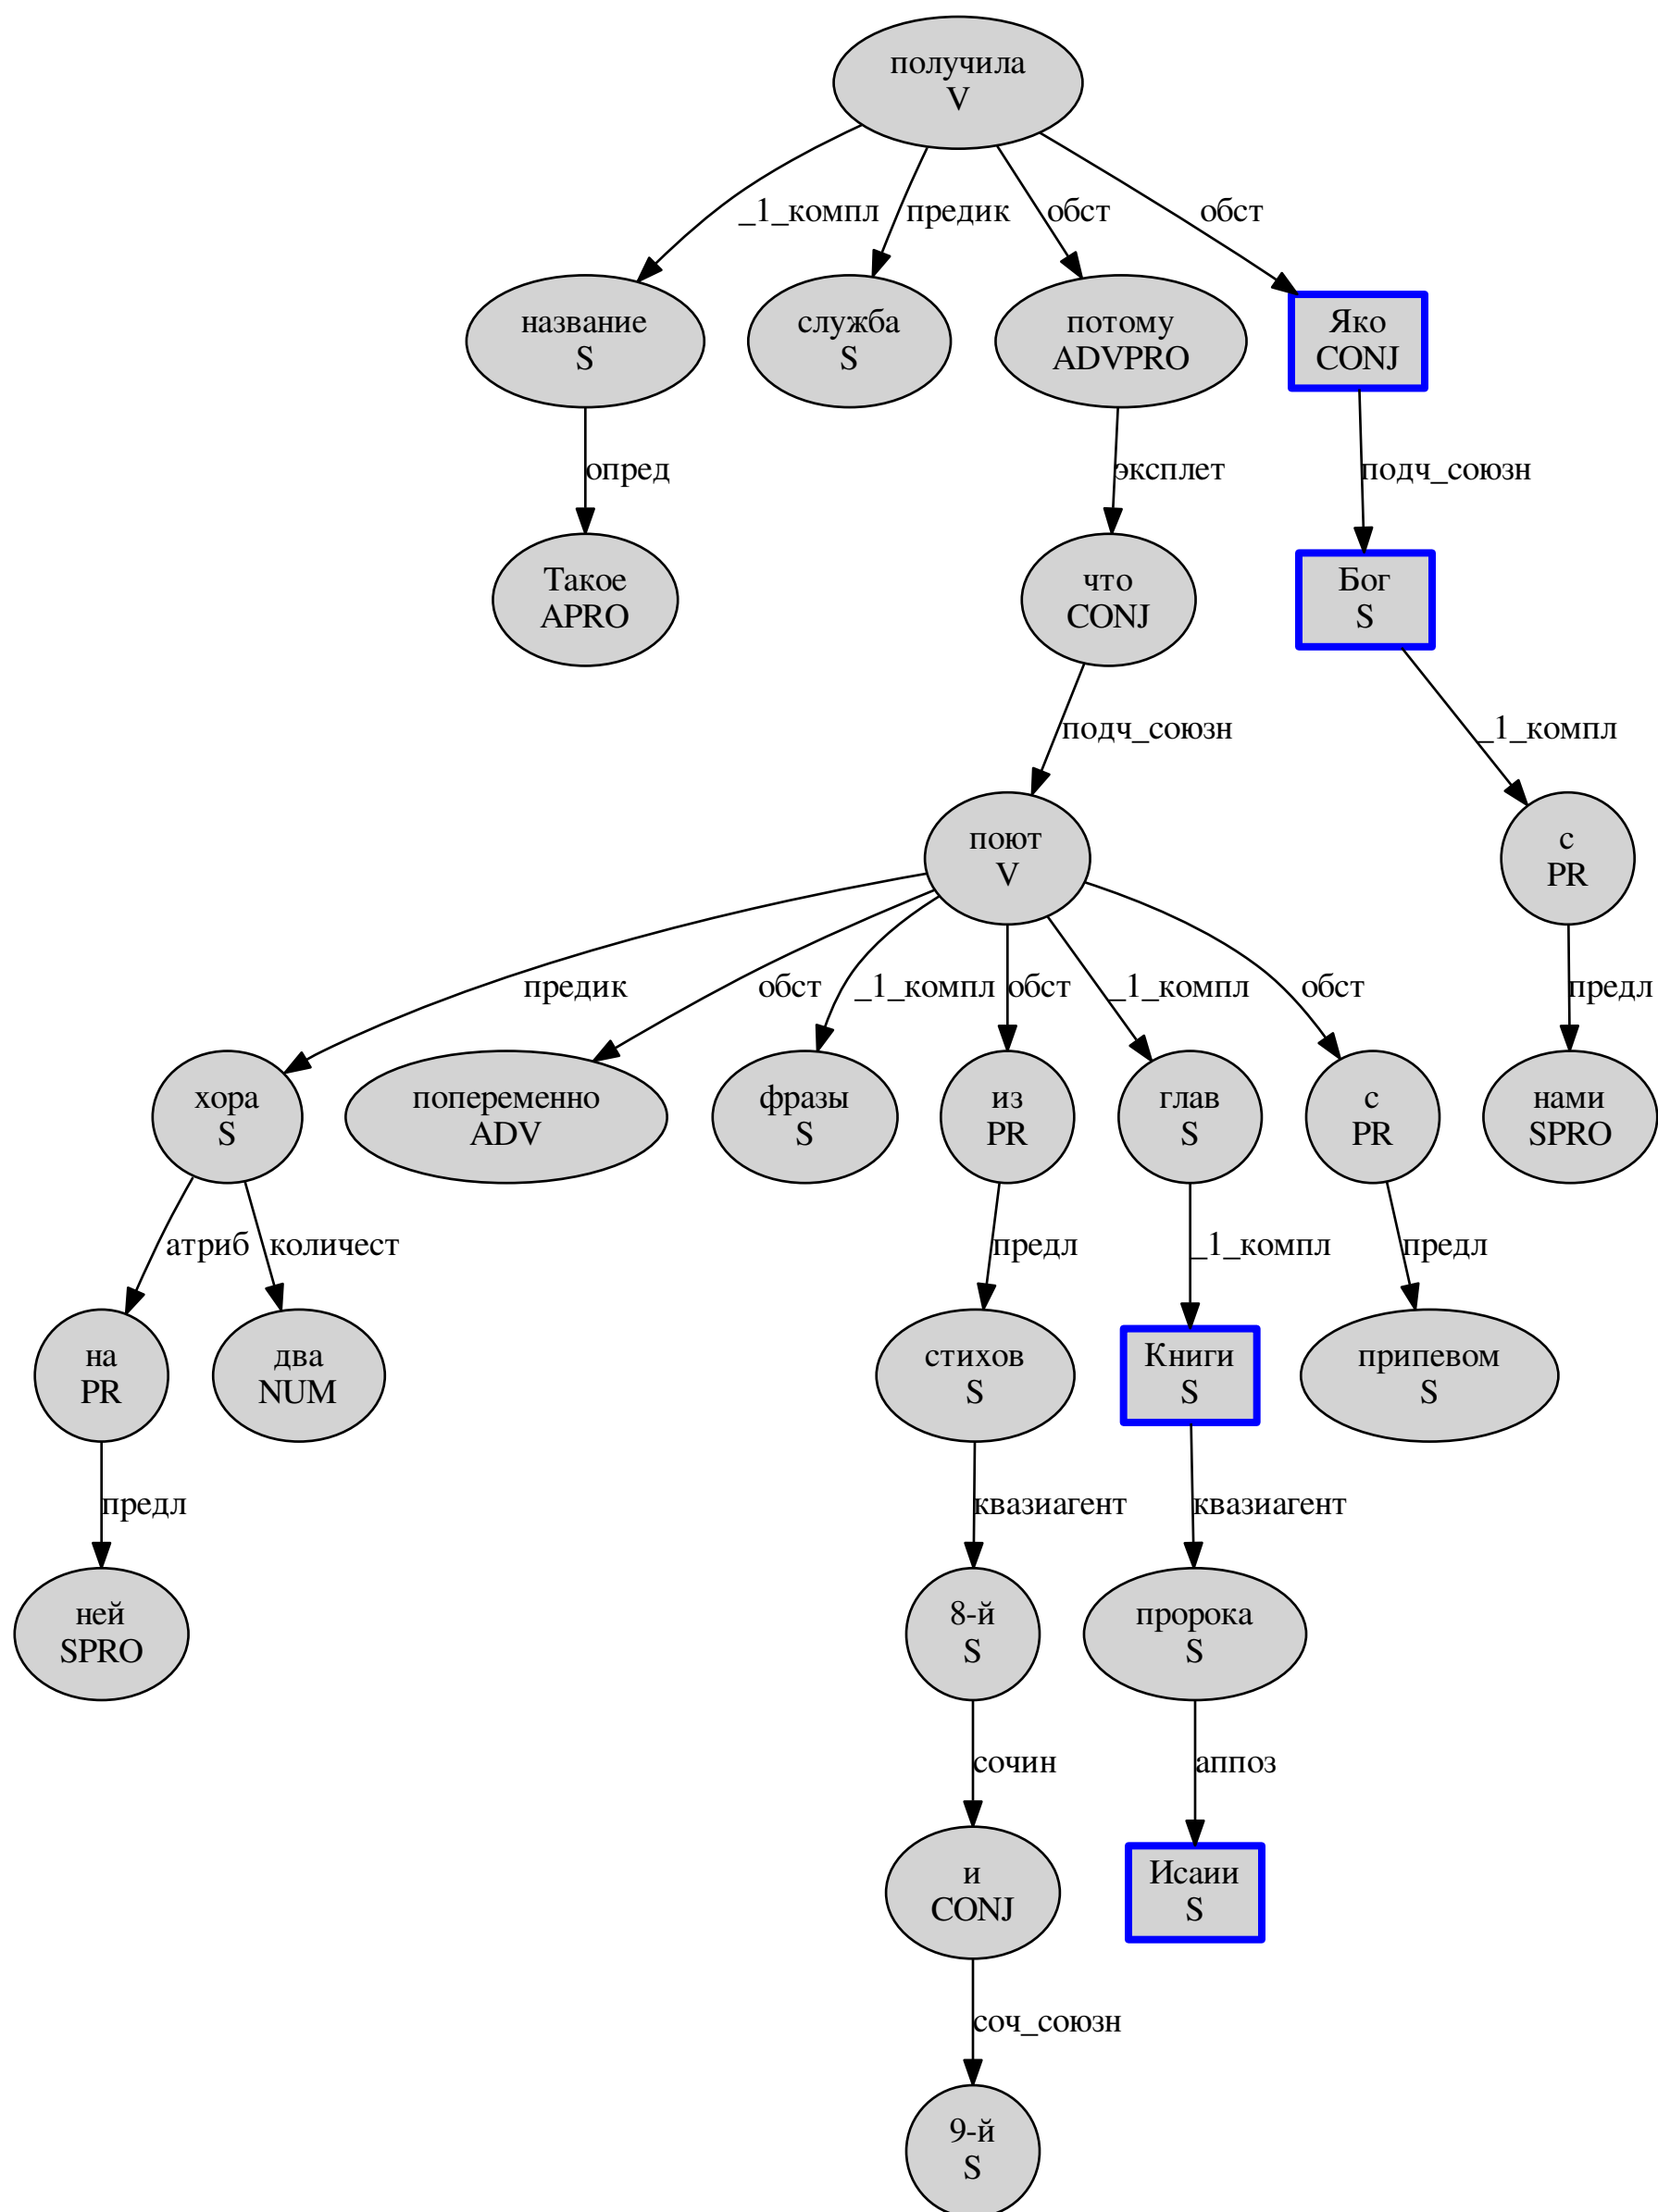 получила
V
_1_компл
предик
обст
обст
название
S
служба
S
потому
ADVPRO
Яко
CONJ
опред
эксплет
подч_союзн
Такое
APRO
что
CONJ
Бог
S
подч_союзн
_1_компл
поют
V
с
PR
предик
обст
_1_компл
обст
_1_компл
обст
предл
хора
S
попеременно
ADV
фразы
S
из
PR
глав
S
с
PR
нами
SPRO
атриб
количест
предл
_1_компл
предл
на
PR
два
NUM
стихов
S
Книги
S
припевом
S
предл
квазиагент
квазиагент
ней
SPRO
8-й
S
пророка
S
сочин
аппоз
и
CONJ
Исаии
S
соч_союзн
9-й
S